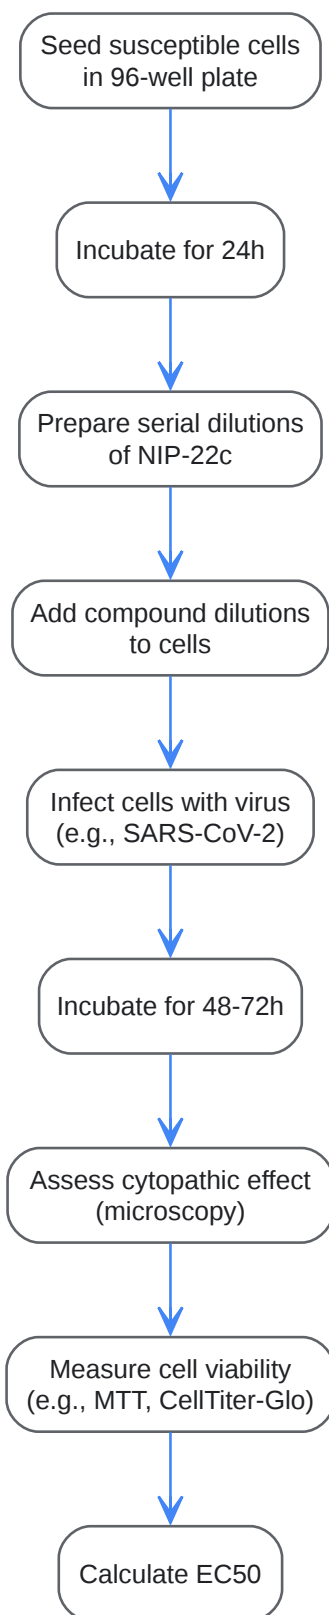 Seed susceptible cells
in 96-well plate
Incubate for 24h
Prepare serial dilutions
of NIP-22c
Add compound dilutions
to cells
Infect cells with virus
(e.g., SARS-CoV-2)
Incubate for 48-72h
Assess cytopathic effect
(microscopy)
Measure cell viability
(e.g., MTT, CellTiter-Glo)
Calculate EC50